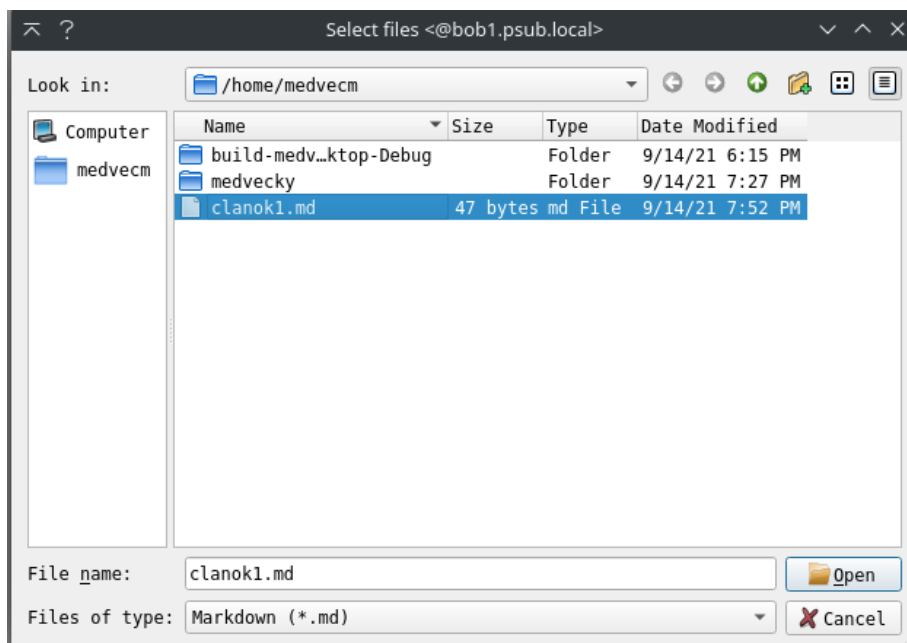 Select files <@bob1.psub.local>
Look in: /home/medvecm
Computer
medvecm
Name Size Type Date Modified
build-medv…ktop-Debug Folder 9/14/21 6:15 PM
medvecky Folder 9/14/21 7:27 PM
clanok1.md 47 bytes md File 9/14/21 7:52 PM
File name: clanok1.md Open
Files of type: Markdown (*.md) Cancel